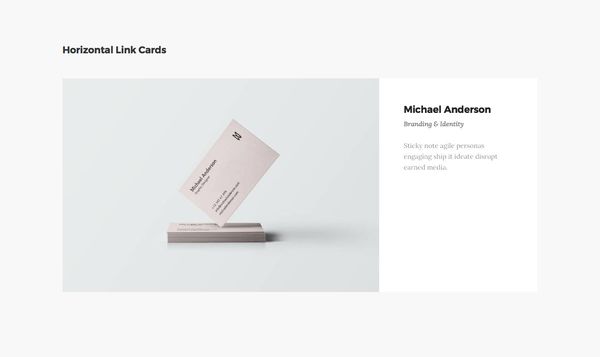 Horizontal Link Cards
Michael Anderson
Michael Anderson
Branding & Identity
Sticky note agile personas
engaging ship it ideate disrupt
earned media.